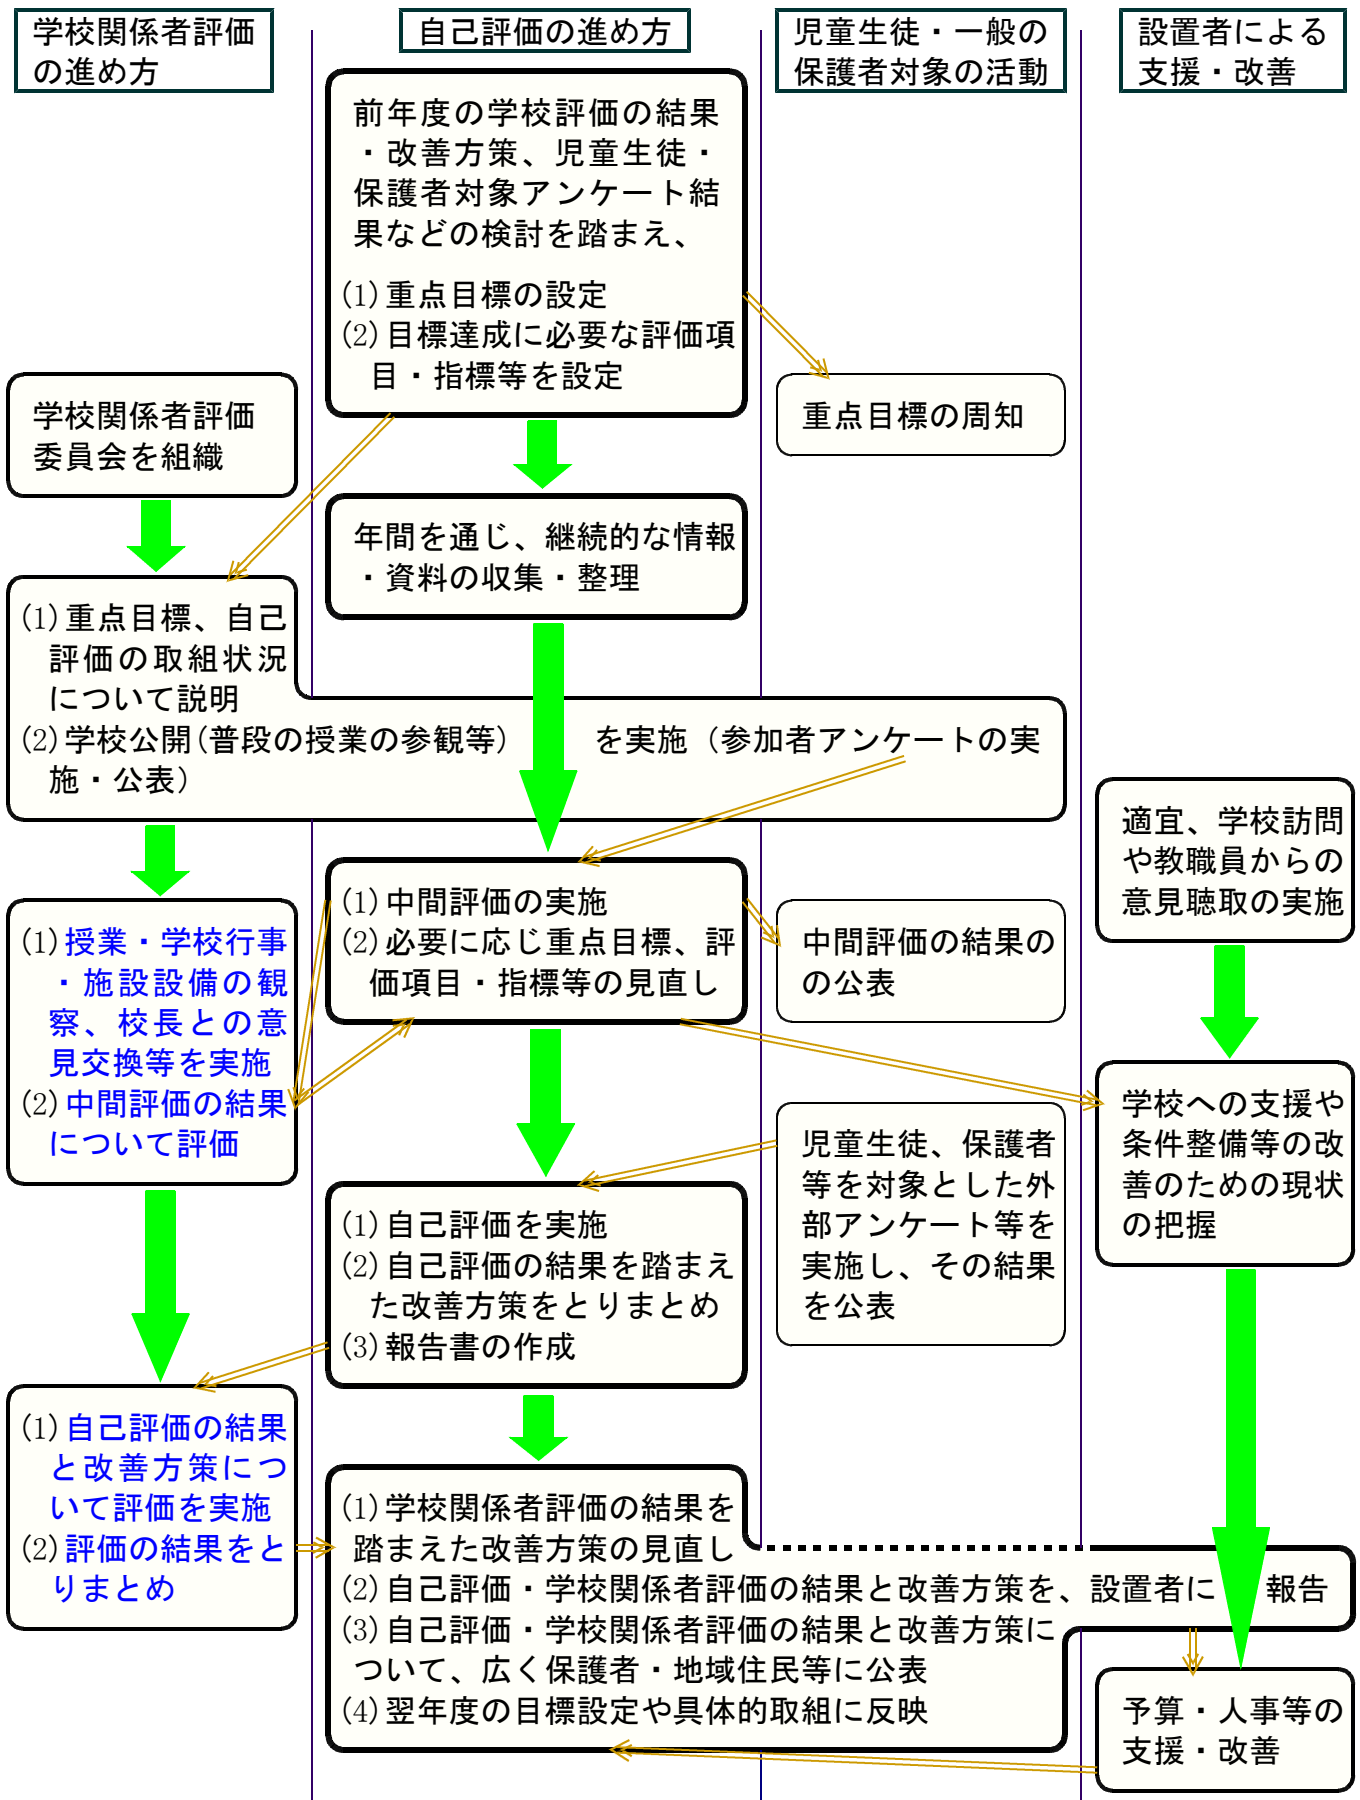 学校関係者評価
の進め方
自己評価の進め方
児童生徒・一般の
保護者対象の活動
設置者による
支援・改善
前年度の学校評価の結果
・改善方策、児童生徒・
保護者対象アンケート結
果などの検討を踏まえ、
(1)重点目標の設定
(2)目標達成に必要な評価項
目・指標等を設定
学校関係者評価
委員会を組織
重点目標の周知
年間を通じ、継続的な情報
・資料の収集・整理
(1)重点目標、自己
評価の取組状況
について説明
(2)学校公開(普段の授業の参観等) を実施(参加者アンケートの実
施・公表)
適宜、学校訪問
や教職員からの
意見聴取の実施
(1)中間評価の実施
(2)必要に応じ重点目標、評
価項目・指標等の見直し
(1)授業・学校行事
・施設設備の観
察、校長との意
見交換等を実施
(2)中間評価の結果
について評価
中間評価の結果の
の公表
学校への支援や
条件整備等の改
善のための現状
の把握
児童生徒、保護者
等を対象とした外
部アンケート等を
実施し、その結果
を公表
(1)自己評価を実施
(2)自己評価の結果を踏まえ
た改善方策をとりまとめ
(3)報告書の作成
(1)自己評価の結果
と改善方策につ
いて評価を実施
(2)評価の結果をと
りまとめ
(1)学校関係者評価の結果を
踏まえた改善方策の見直し
(2)自己評価・学校関係者評価の結果と改善方策を、設置者に 報告
(3)自己評価・学校関係者評価の結果と改善方策に
ついて、広く保護者・地域住民等に公表
(4)翌年度の目標設定や具体的取組に反映
予算・人事等の
支援・改善